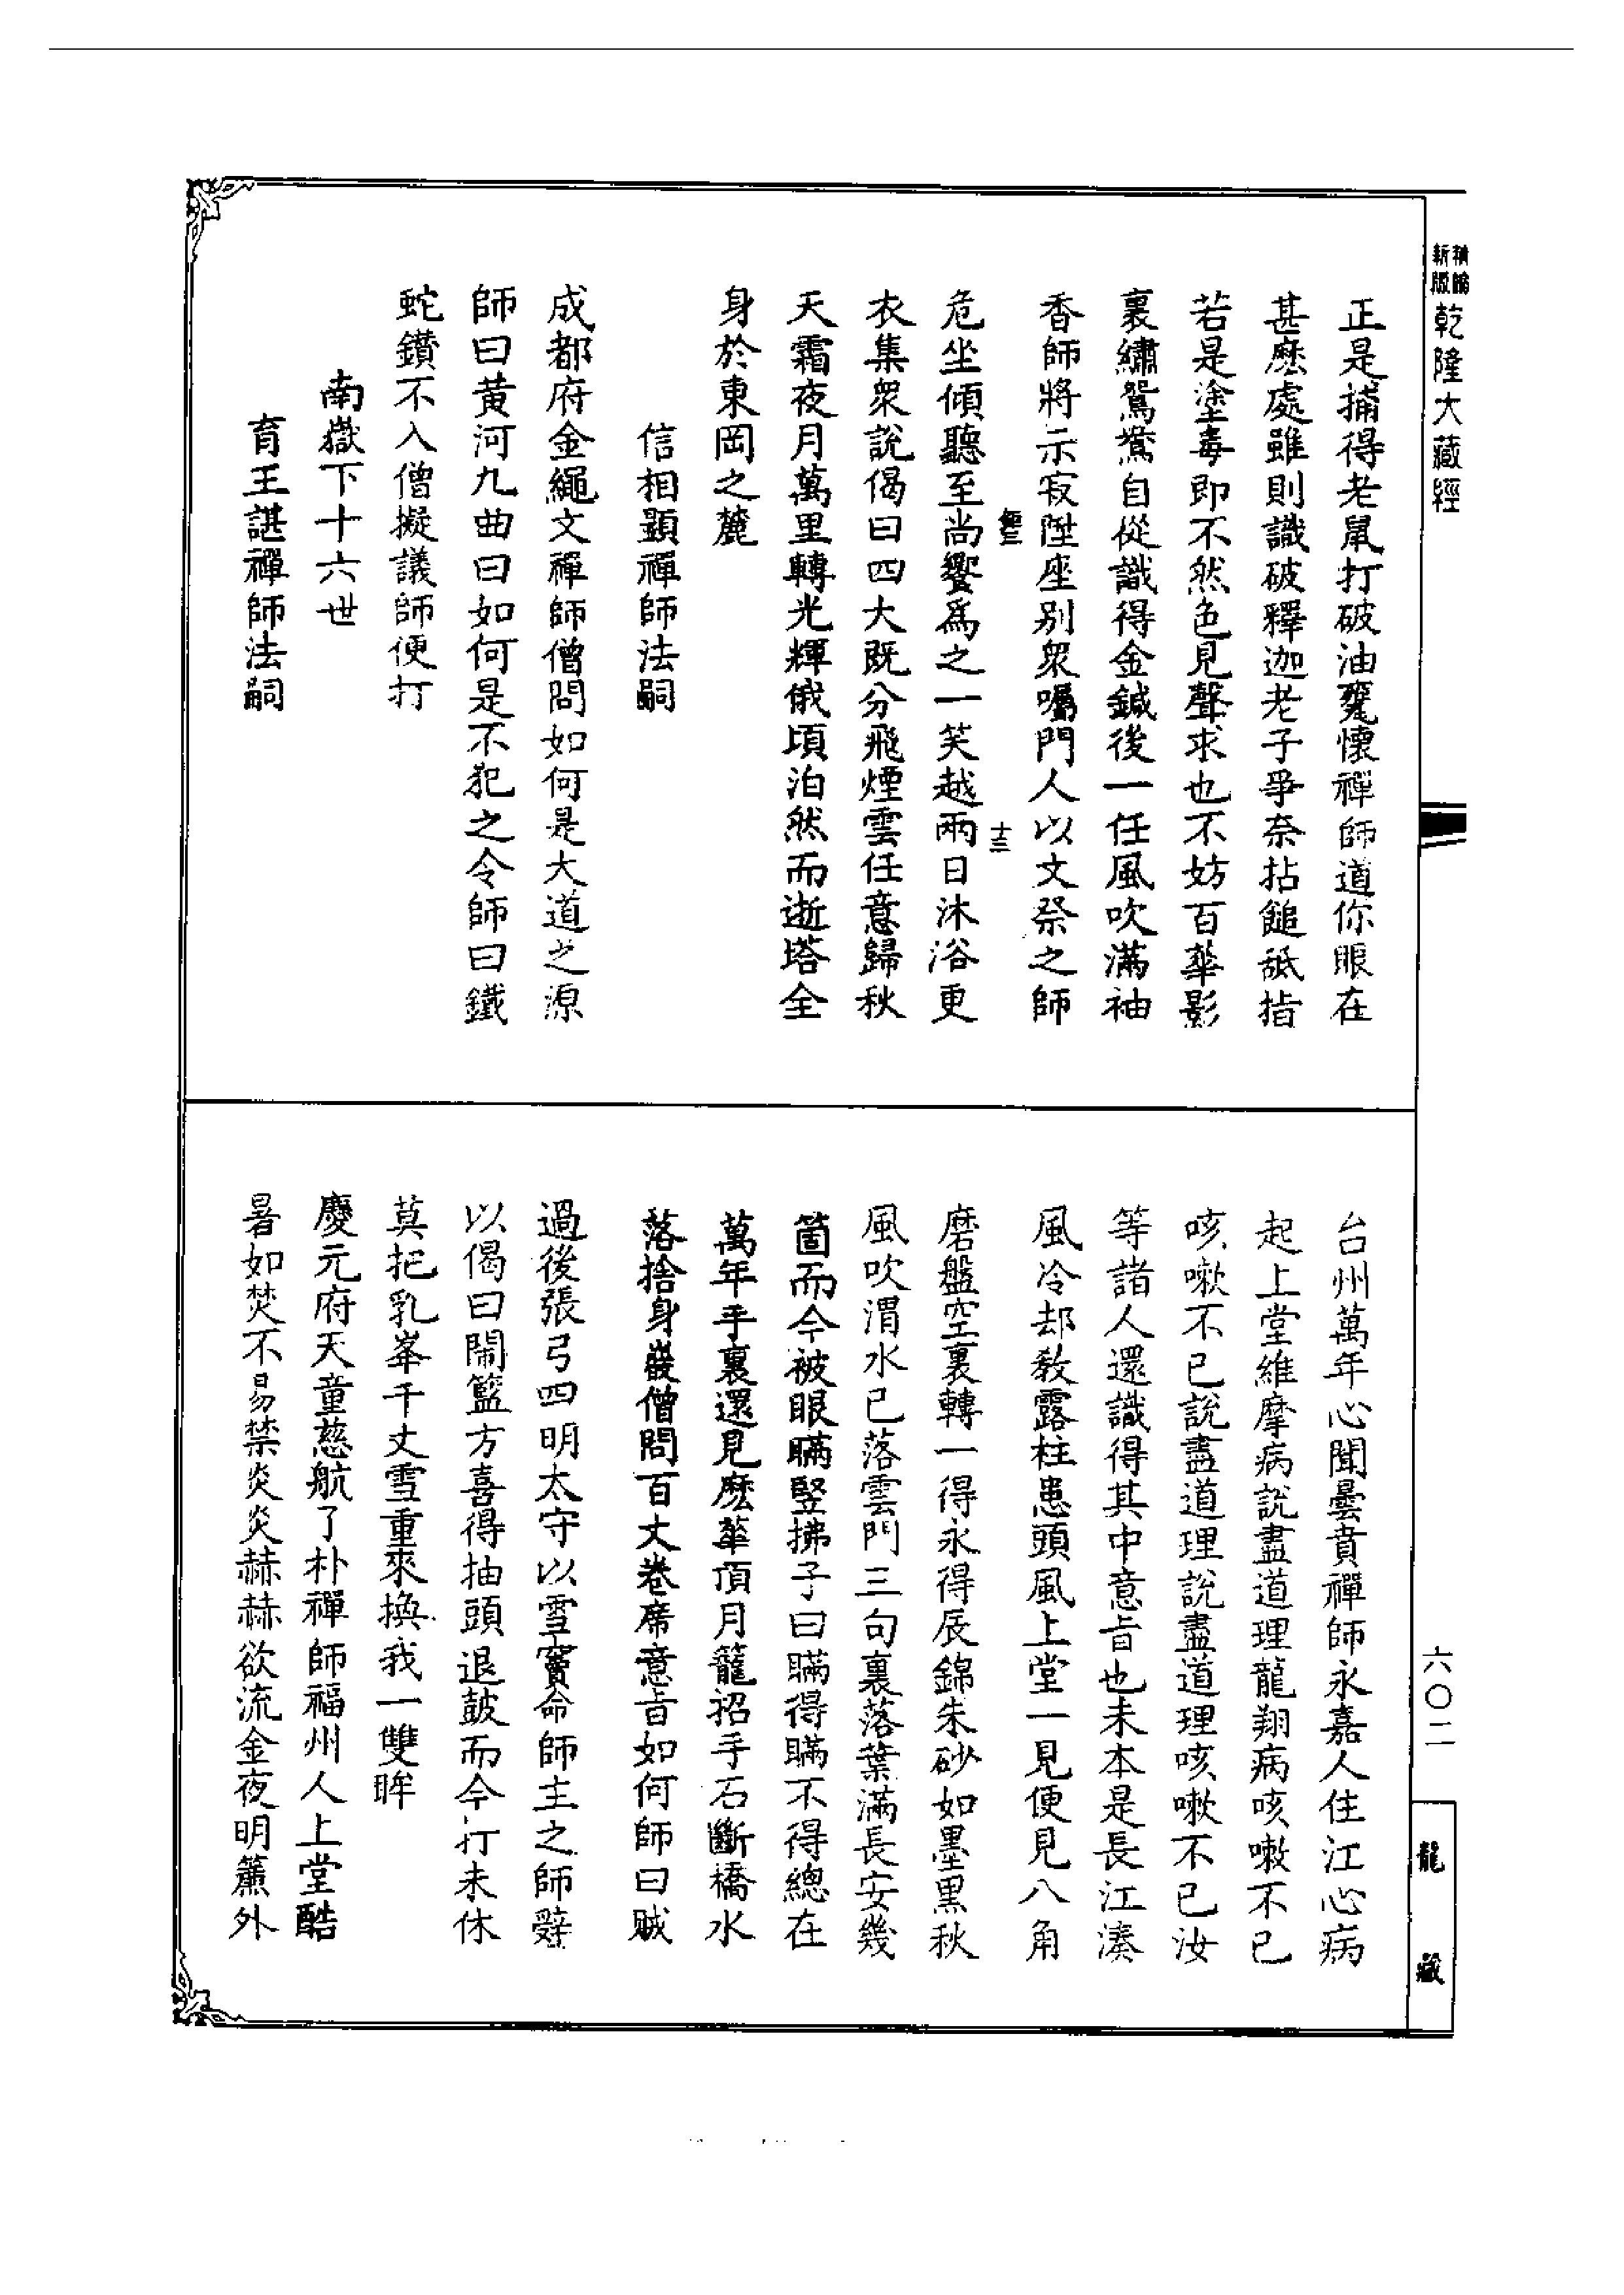 精編
新版
乾隆大藏經
正是捕得老鼠打破油甕懷禪師道你眼在
甚麽處雖則識破釋迦老子爭奈拈鎚舐指
若是塗毒即不然色見聲求也不妨百華影
裏繡鴛鴦自從識得金鍼後一任風吹滿袖
香師將示寂陞座別衆囑門人以文祭之師
十三
危坐傾聽至尚饗爲之一笑越兩日沐浴更
衣集衆說偈曰四大既分飛煙雲任意歸秋
天霜夜月萬里轉光輝俄頃泊然而逝塔全
身於東岡之麓
信相顯禪師法嗣
成都府金繩文禪師僧問如何是大道之源
師曰黃河九曲曰如何是不犯之令師曰鐵
蛇鑽不入僧擬議師便打
南嶽下十六世
育王諶禪師法嗣
台州萬年心聞曇賁禪師永嘉人住江心病
起上堂維摩病說盡道理龍翔病咳嗽不已
咳嗽不已說盡道理說盡道理咳嗽不已汝
等諸人還識得其中意旨也未本是長江湊
風冷却教露柱患頭風上堂一見便見八角
磨盤空裏轉一得永得辰錦朱砂如墨黑秋
風吹渭水已落雲門三句裏落葉滿長安幾
箇而今被眼瞞竪拂子曰瞞得瞞不得總在
萬年手裏還見麽華頂月籠招手石斷橋水
落捨身巖僧問百丈卷席意旨如何師曰賊
過後張弓四明太守以雪竇命師主之師辭
以偈曰鬧籃方喜得抽頭退鼓而今打未休
莫把乳峯千丈雪重來換我一雙眸
慶元府天童慈航了朴禪師福州人上堂酷
暑如焚不易禁炎炎赫赫欲流金夜明簾外
六〇二
龍藏